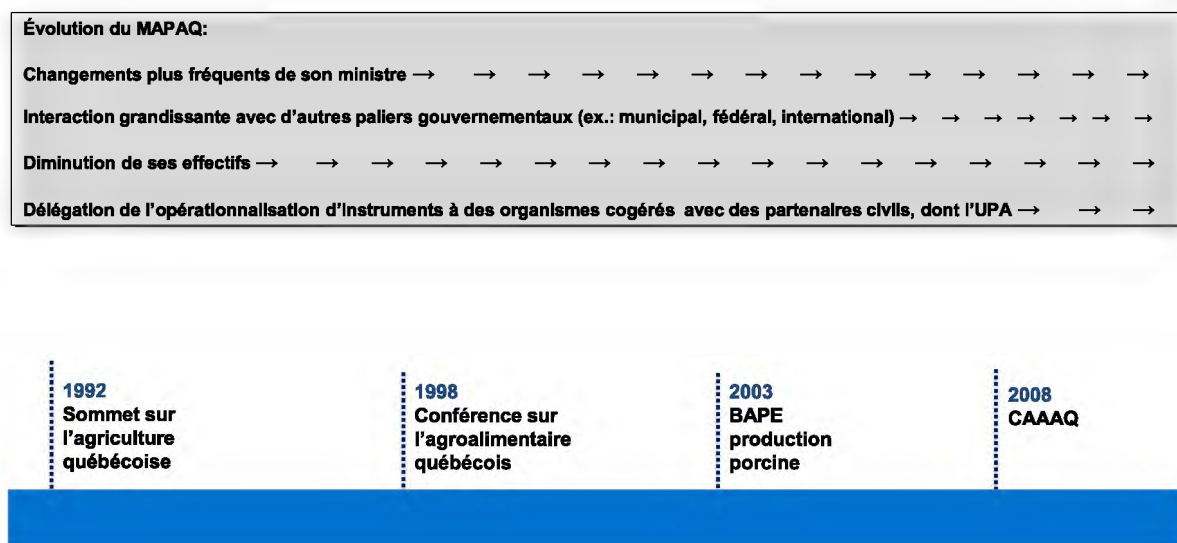 Évolution du MAPAQ:
Changements plus fréquents de son ministre → → → → → → → → → → → → → →
Interaction grandissante avec d'autres paliers gouvernementaux (ex.: municipal, fédéral, international) → → → → → → →
Diminution de ses effectifs → → → → → → → → → → → → → → → → →
Délégation de l'opérationnalisation d'instruments à des organismes cogérés avec des partenaires civils, dont l'UPA → → →
1992
Sommet sur
l'agriculture
québécoise
1998
Conférence sur
l'agroalimentaire
québécois
2003
BAPE
production
porcine
2008
CAAAQ